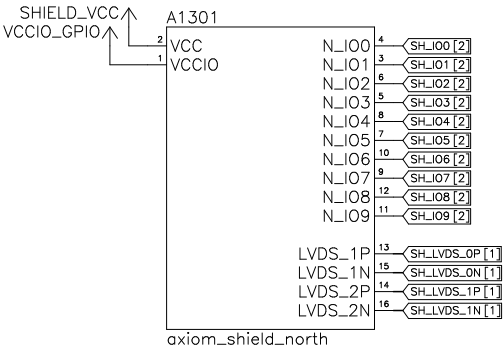 SHIELD_VCC
VCCIO_GPIO
A1301
2 VCC N_IO0 4 SH_IO0 [2]
1 VCCIO N_IO1 3 SH_IO1 [2]
N_IO2 6 SH_IO2 [2]
N_IO3 5 SH_IO3 [2]
N_IO4 8 SH_IO4 [2]
N_IO5 7 SH_IO5 [2]
N_IO6 10 SH_IO6 [2]
N_IO7 9 SH_IO7 [2]
N_IO8 12 SH_IO8 [2]
N_IO9 11 SH_IO9 [2]
LVDS_1P 13 SH_LVDS_0P [1]
LVDS_1N 15 SH_LVDS_0N [1]
LVDS_2P 14 SH_LVDS_1P [1]
LVDS_2N 16 SH_LVDS_1N [1]
axiom_shield_north